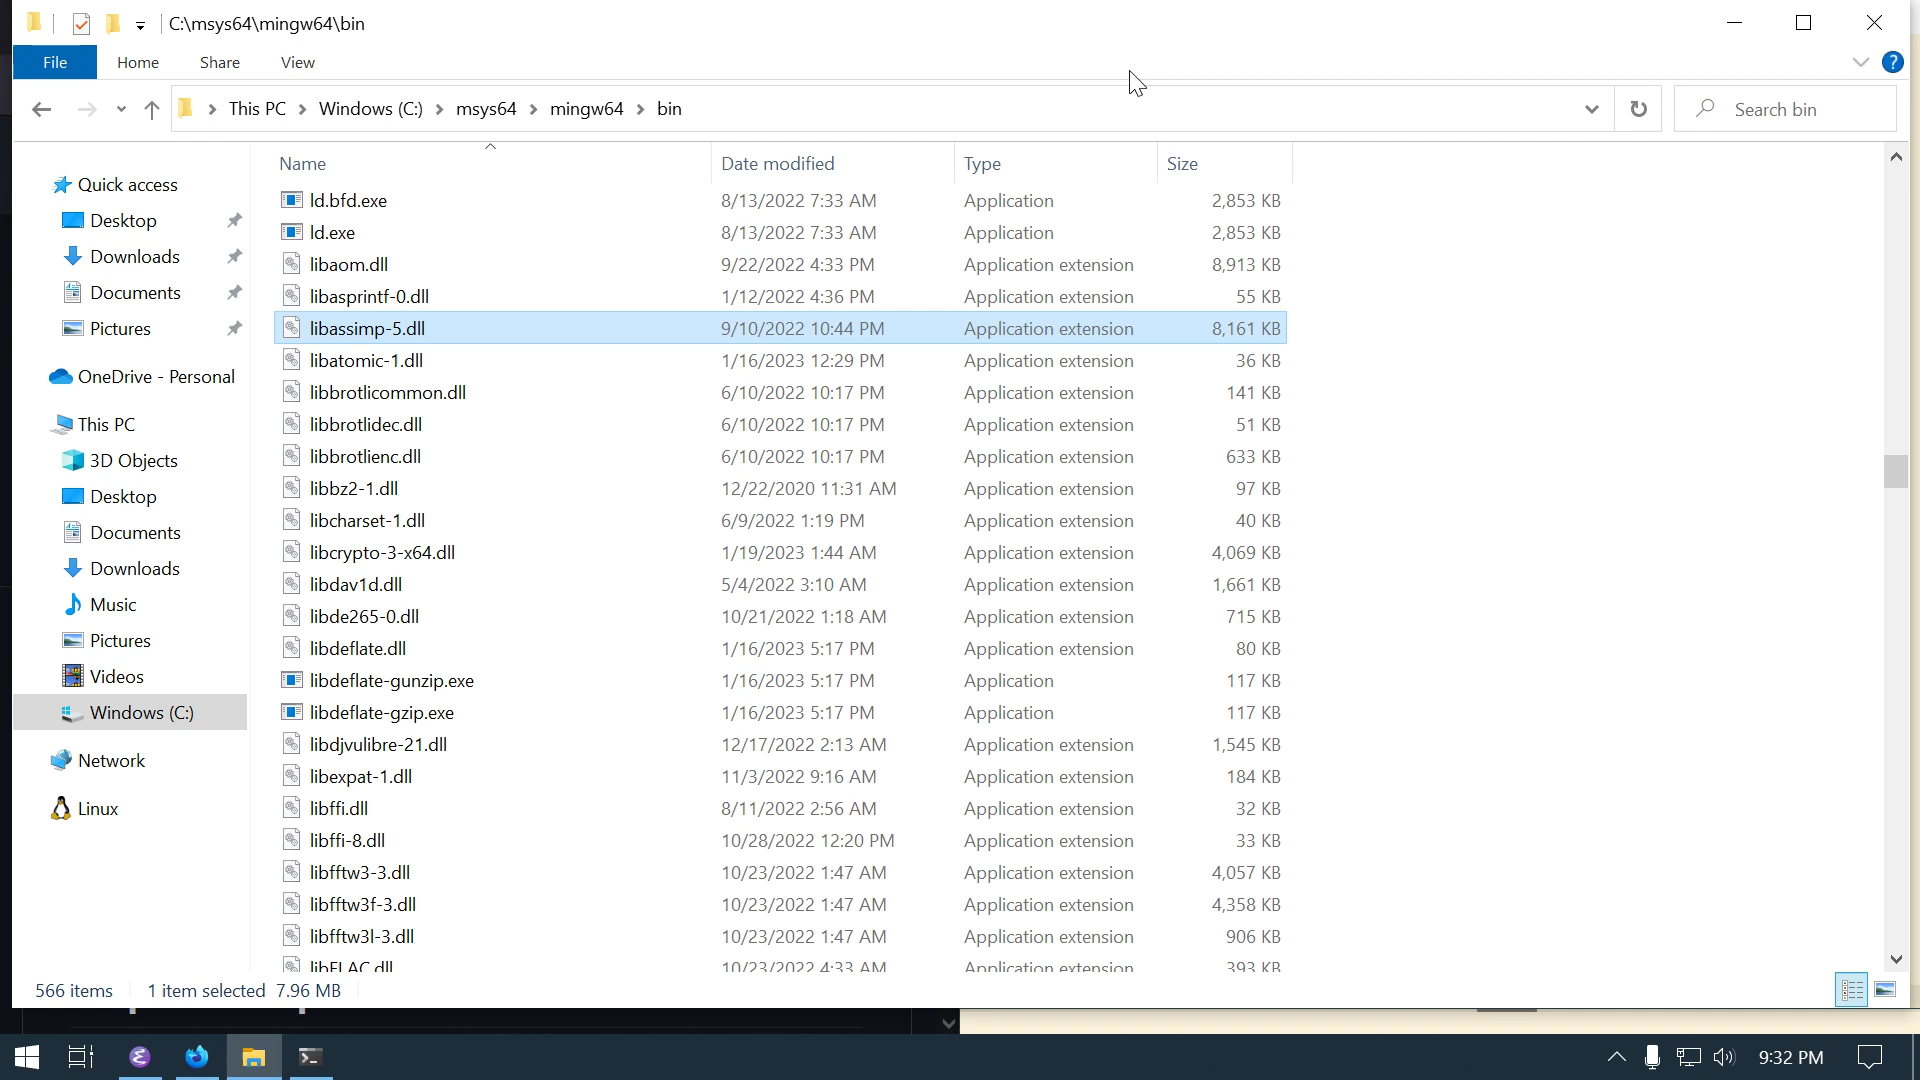 C:\msys64\mingw64\bin
File Home Share View
This PC Windows (C:) msys64 mingw64 bin Search bin
Name Date modified Type Size
Quick access
Desktop
Downloads
Documents
Pictures
OneDrive - Personal
This PC
3D Objects
Desktop
Documents
Downloads
Music
Pictures
Videos
Windows (C:)
Network
Linux
ld.bfd.exe 8/13/2022 7:33 AM Application 2,853 KB
ld.exe 8/13/2022 7:33 AM Application 2,853 KB
libaom.dll 9/22/2022 4:33 PM Application extension 8,913 KB
libasprintf-0.dll 1/12/2022 4:36 PM Application extension 55 KB
libassimp-5.dll 9/10/2022 10:44 PM Application extension 8,161 KB
libatomic-1.dll 1/16/2023 12:29 PM Application extension 36 KB
libbrotlicommon.dll 6/10/2022 10:17 PM Application extension 141 KB
libbrotlidec.dll 6/10/2022 10:17 PM Application extension 51 KB
libbrotlienc.dll 6/10/2022 10:17 PM Application extension 633 KB
libbz2-1.dll 12/22/2020 11:31 AM Application extension 97 KB
libcharset-1.dll 6/9/2022 1:19 PM Application extension 40 KB
libcrypto-3-x64.dll 1/19/2023 1:44 AM Application extension 4,069 KB
libdav1d.dll 5/4/2022 3:10 AM Application extension 1,661 KB
libde265-0.dll 10/21/2022 1:18 AM Application extension 715 KB
libdeflate.dll 1/16/2023 5:17 PM Application extension 80 KB
libdeflate-gunzip.exe 1/16/2023 5:17 PM Application 117 KB
libdeflate-gzip.exe 1/16/2023 5:17 PM Application 117 KB
libdjvulibre-21.dll 12/17/2022 2:13 AM Application extension 1,545 KB
libexpat-1.dll 11/3/2022 9:16 AM Application extension 184 KB
libffi.dll 8/11/2022 2:56 AM Application extension 32 KB
libffi-8.dll 10/28/2022 12:20 PM Application extension 33 KB
libfftw3-3.dll 10/23/2022 1:47 AM Application extension 4,057 KB
libfftw3f-3.dll 10/23/2022 1:47 AM Application extension 4,358 KB
libfftw3l-3.dll 10/23/2022 1:47 AM Application extension 906 KB
libFLAC.dll 10/23/2022 4:33 AM Application extension 393 KB
566 items 1 item selected 7.96 MB
9:32 PM